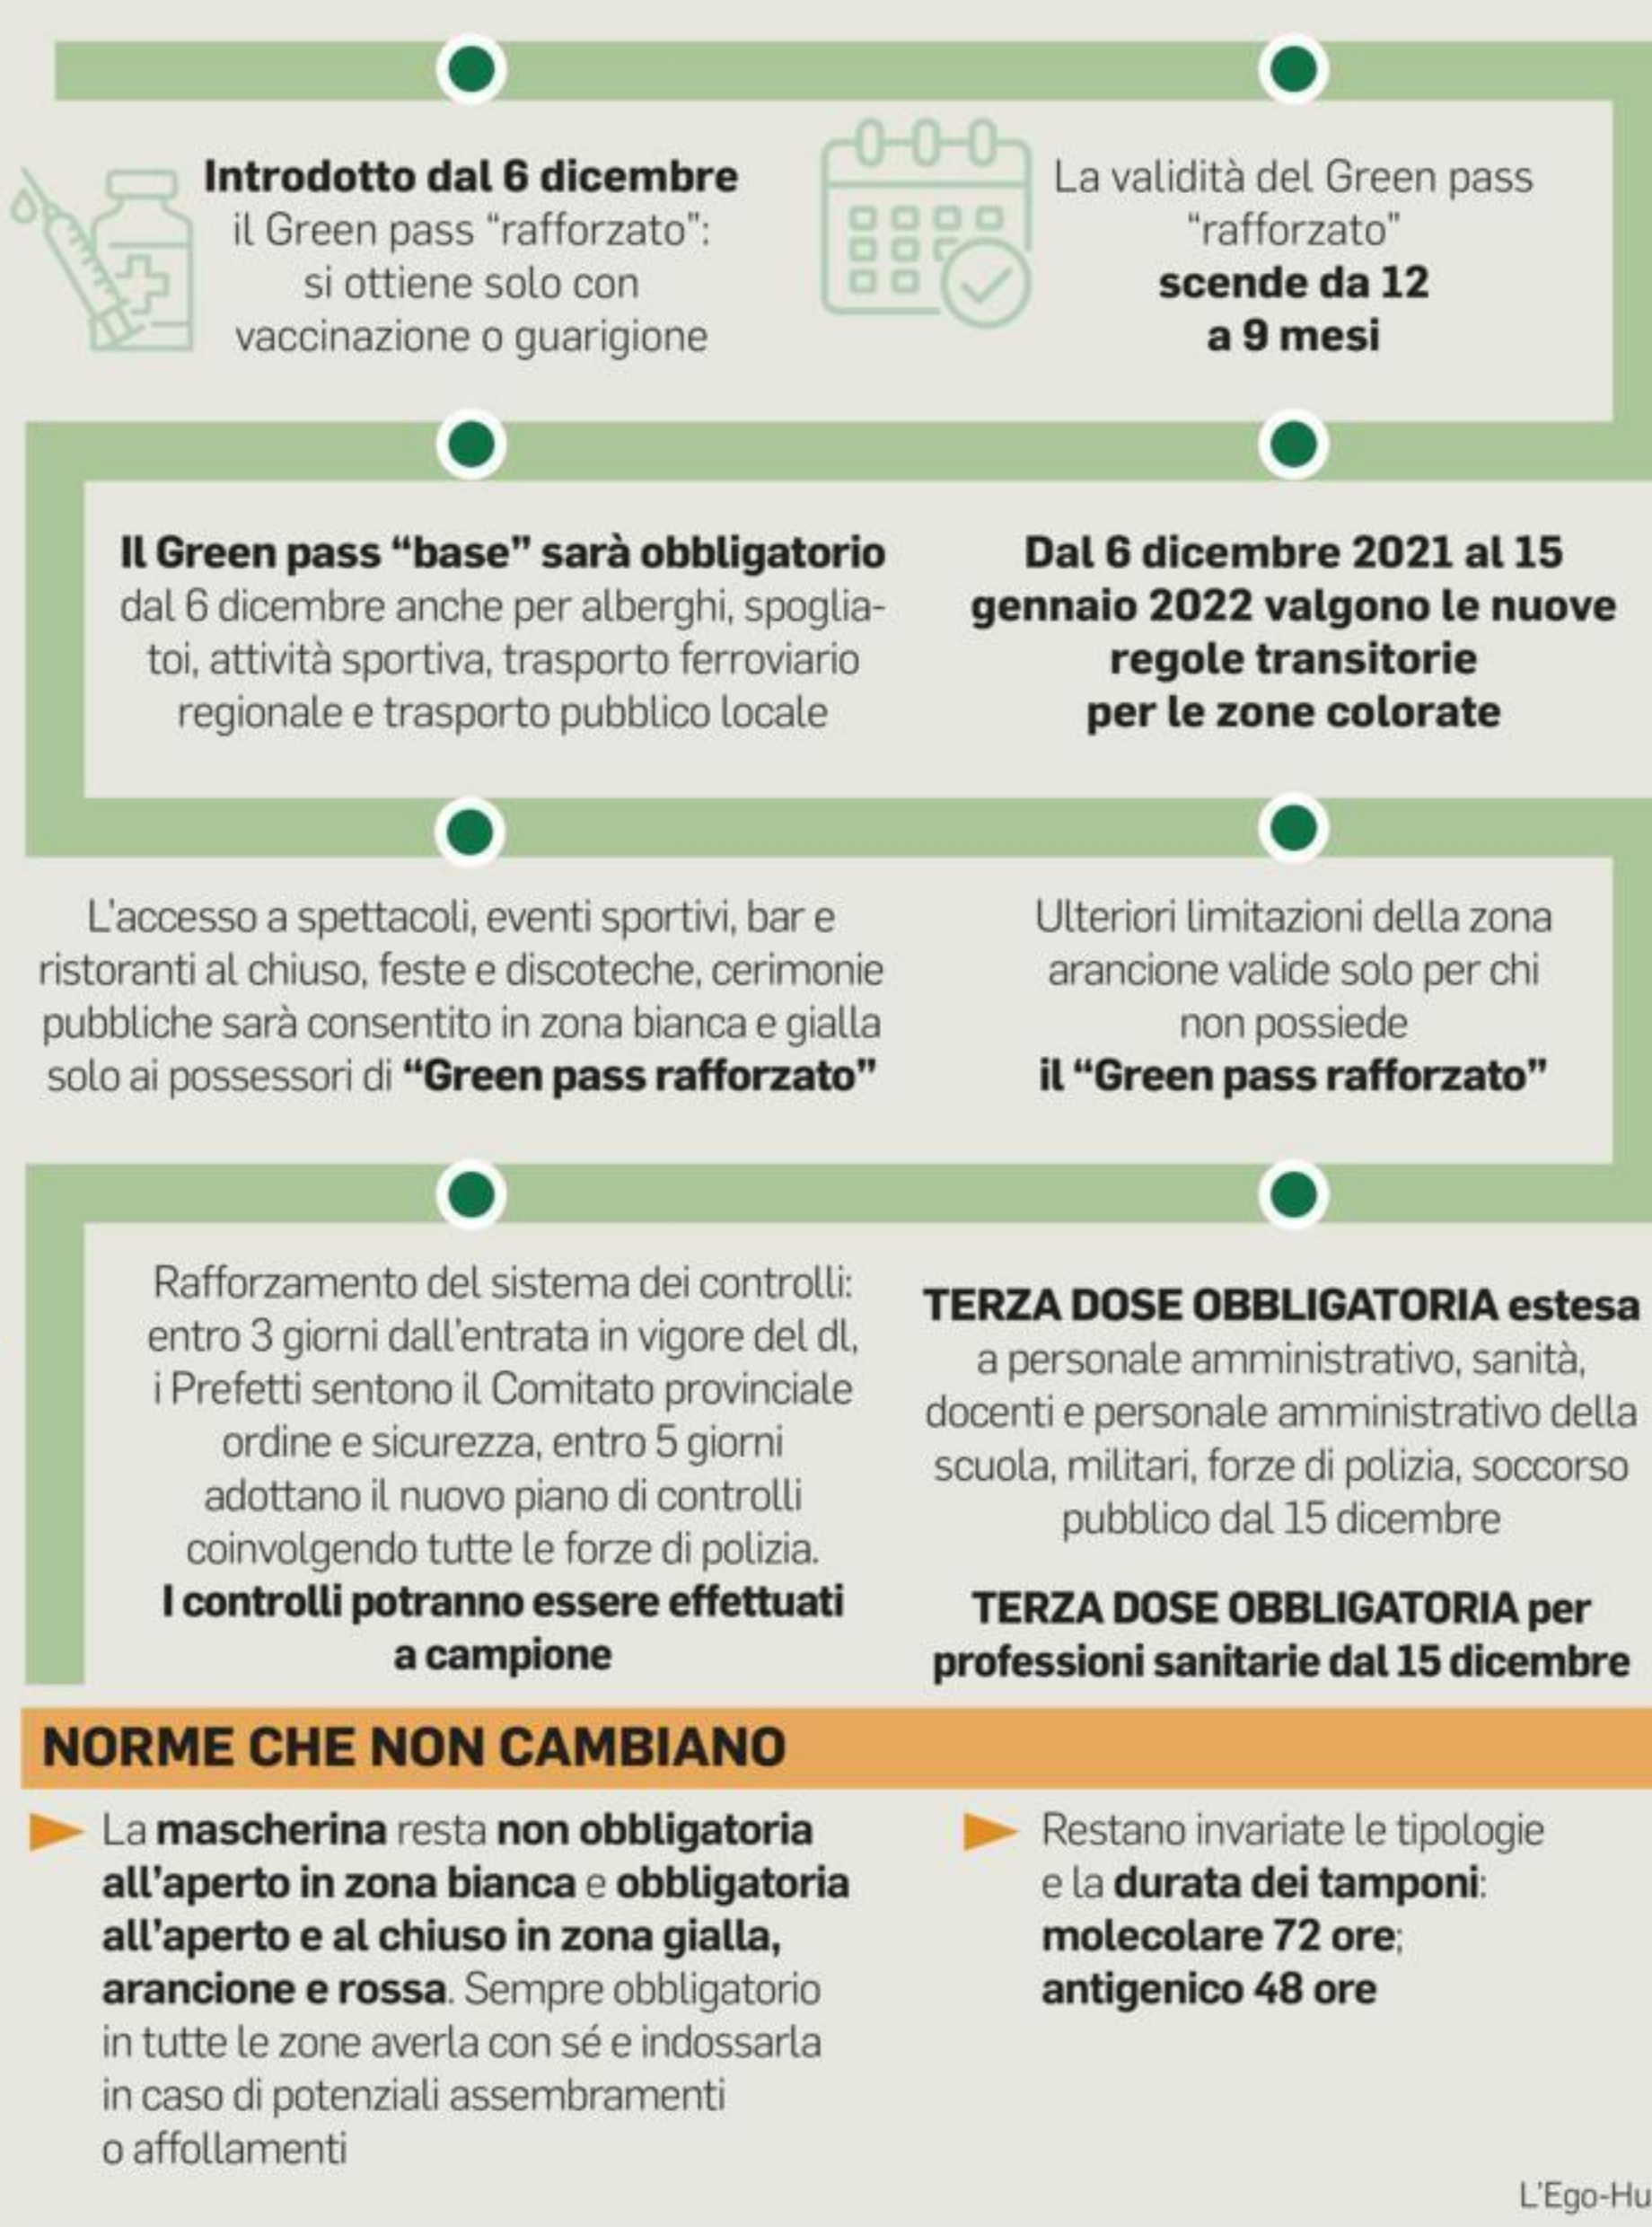 Introdotto dal 6 dicembre
il Green pass “rafforzato”:
si ottiene solo con
vaccinazione o guarigione
La validità del Green pass
“rafforzato”
scende da 12
a 9 mesi
Il Green pass “base” sarà obbligatorio
dal 6 dicembre anche per alberghi, spoglia-
toi, attività sportiva, trasporto ferroviario
regionale e trasporto pubblico locale
Dal 6 dicembre 2021 al 15
gennaio 2022 valgono le nuove
regole transitorie
per le zone colorate
L'accesso a spettacoli, eventi sportivi, bar e
ristoranti al chiuso, feste e discoteche, cerimonie
pubbliche sarà consentito in zona bianca e gialla
solo ai possessori di “Green pass rafforzato”
Ulteriori limitazioni della zona
arancione valide solo per chi
non possiede
il “Green pass rafforzato”
Rafforzamento del sistema dei controlli:
entro 3 giorni dall'entrata in vigore del dl,
i Prefetti sentono il Comitato provinciale
ordine e sicurezza, entro 5 giorni
adottano il nuovo piano di controlli
coinvolgendo tutte le forze di polizia.
I controlli potranno essere effettuati
a campione
TERZA DOSE OBBLIGATORIA estesa
a personale amministrativo, sanità,
docenti e personale amministrativo della
scuola, militari, forze di polizia, soccorso
pubblico dal 15 dicembre
TERZA DOSE OBBLIGATORIA per
professioni sanitarie dal 15 dicembre
NORME CHE NON CAMBIANO
La mascherina resta non obbligatoria
all'aperto in zona bianca e obbligatoria
all'aperto e al chiuso in zona gialla,
arancione e rossa. Sempre obbligatorio
in tutte le zone averla con sé e indossarla
in caso di potenziali assembramenti
o affollamenti
Restano invariate le tipologie
e la durata dei tamponi:
molecolare 72 ore;
antigenico 48 ore
L'Ego-Hu